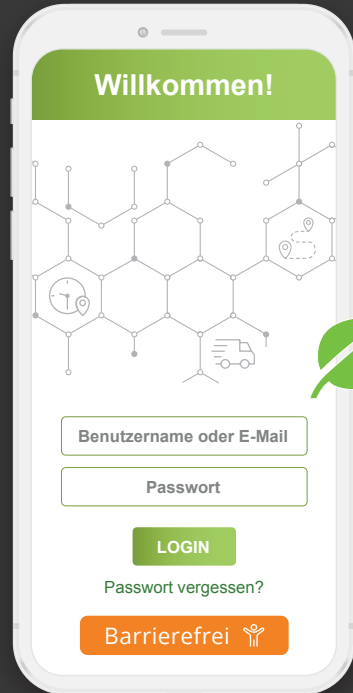 Willkommen!
Benutzername oder E-Mail
Passwort
LOGIN
Passwort vergessen?
Barrierefrei